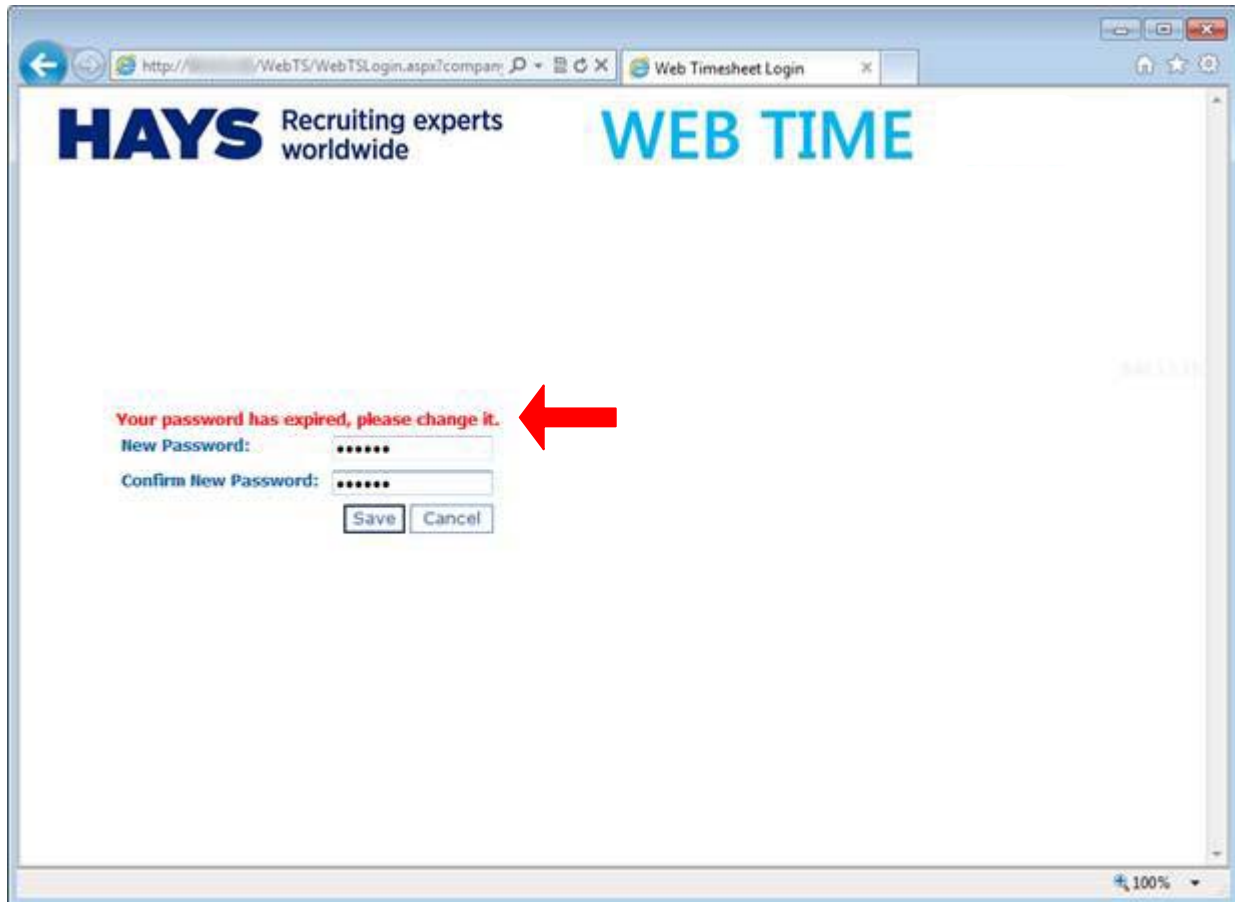 http:// /WebTS/WebTSLogin.aspx?compan
Web Timesheet Login
HAYS Recruiting experts
worldwide
WEB TIME
Your password has expired, please change it.
New Password: ••••••
Confirm New Password: ••••••
Save Cancel
100%